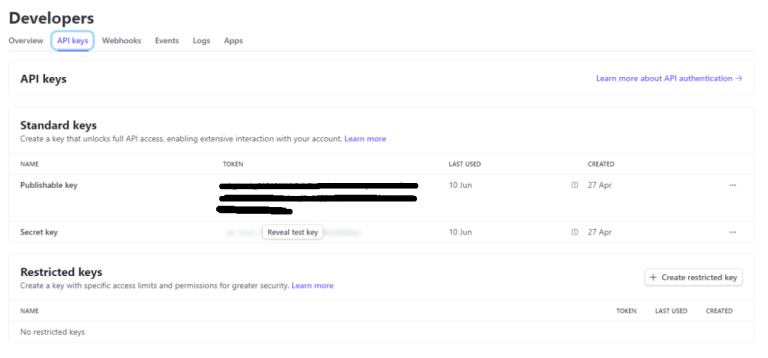 Developers
Overview API keys Webhooks Events Logs Apps
API keys
Learn more about API authentication →
Standard keys
Create a key that unlocks full API access, enabling extensive interaction with your account. Learn more
NAME TOKEN LAST USED CREATED
Publishable key 10 Jun 27 Apr ...
Secret key Reveal test key 10 Jun 27 Apr ...
Restricted keys
+ Create restricted key
Create a key with specific access limits and permissions for greater security. Learn more
NAME TOKEN LAST USED CREATED
No restricted keys